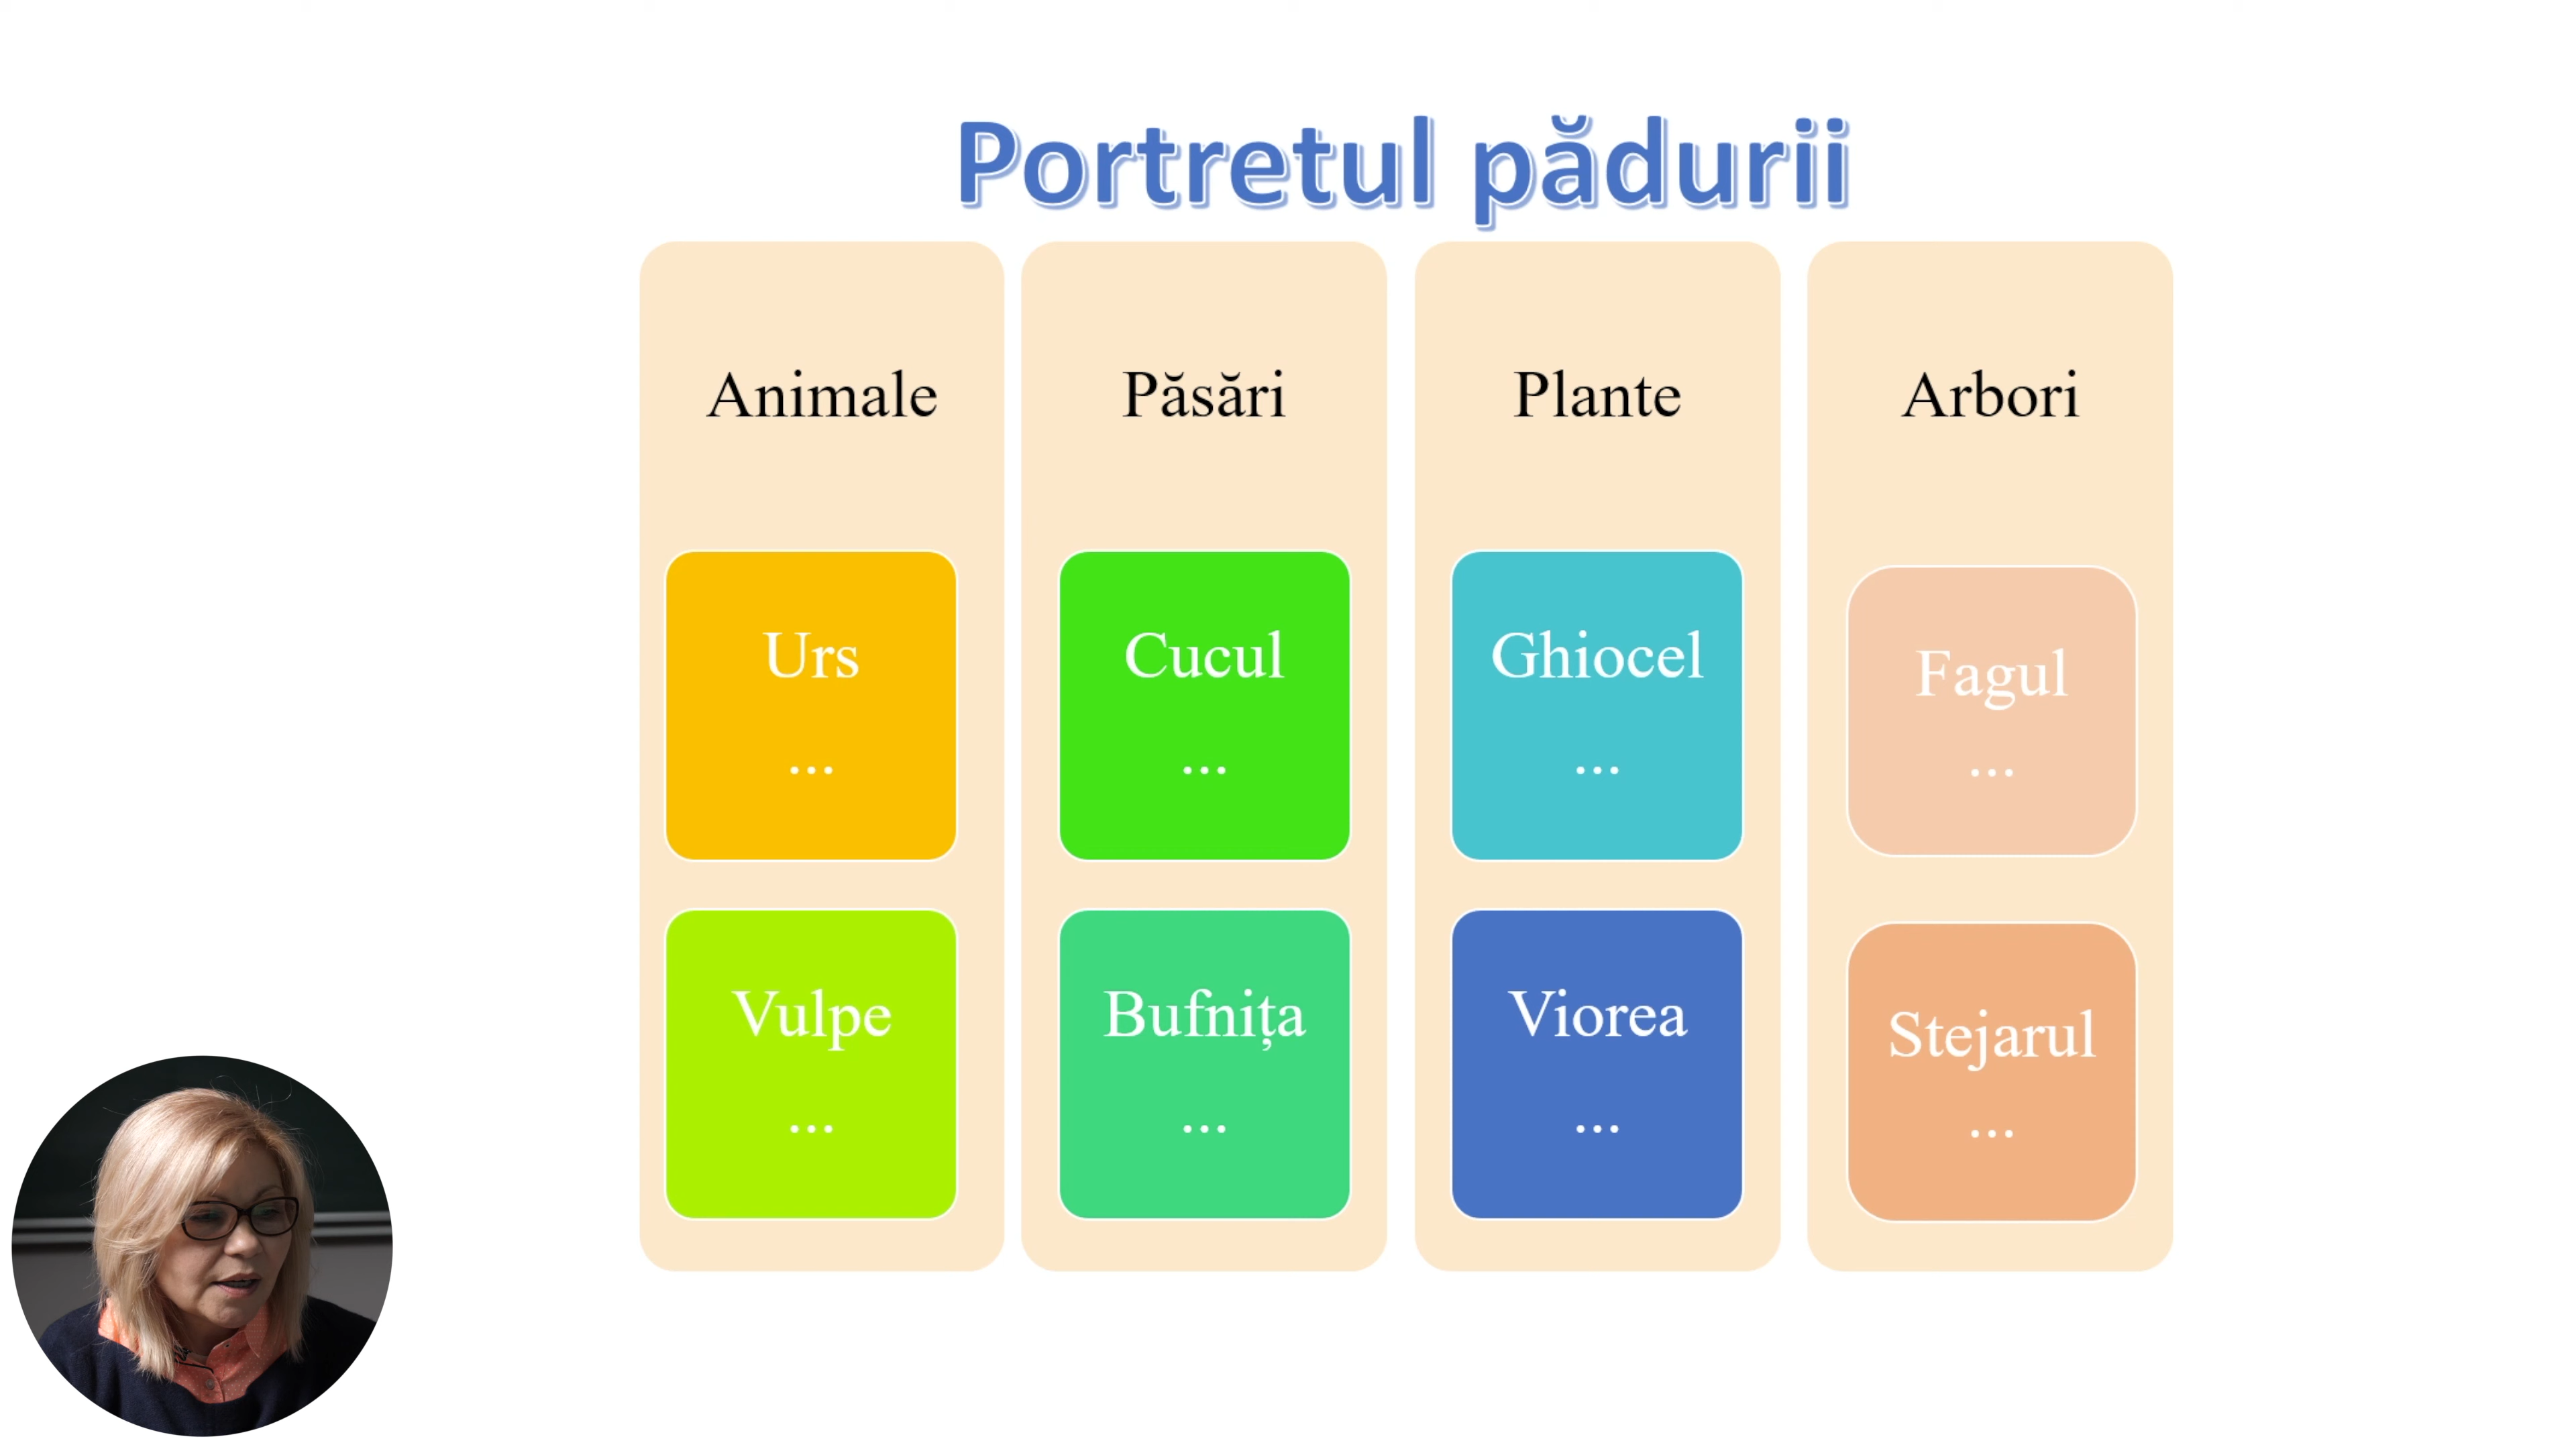 Portretul pădurii
Animale
Urs
...
Vulpe
...
Păsări
Cucul
...
Bufnița
...
Plante
Ghiocel
...
Viorea
...
Arbori
Fagul
...
Stejarul
...